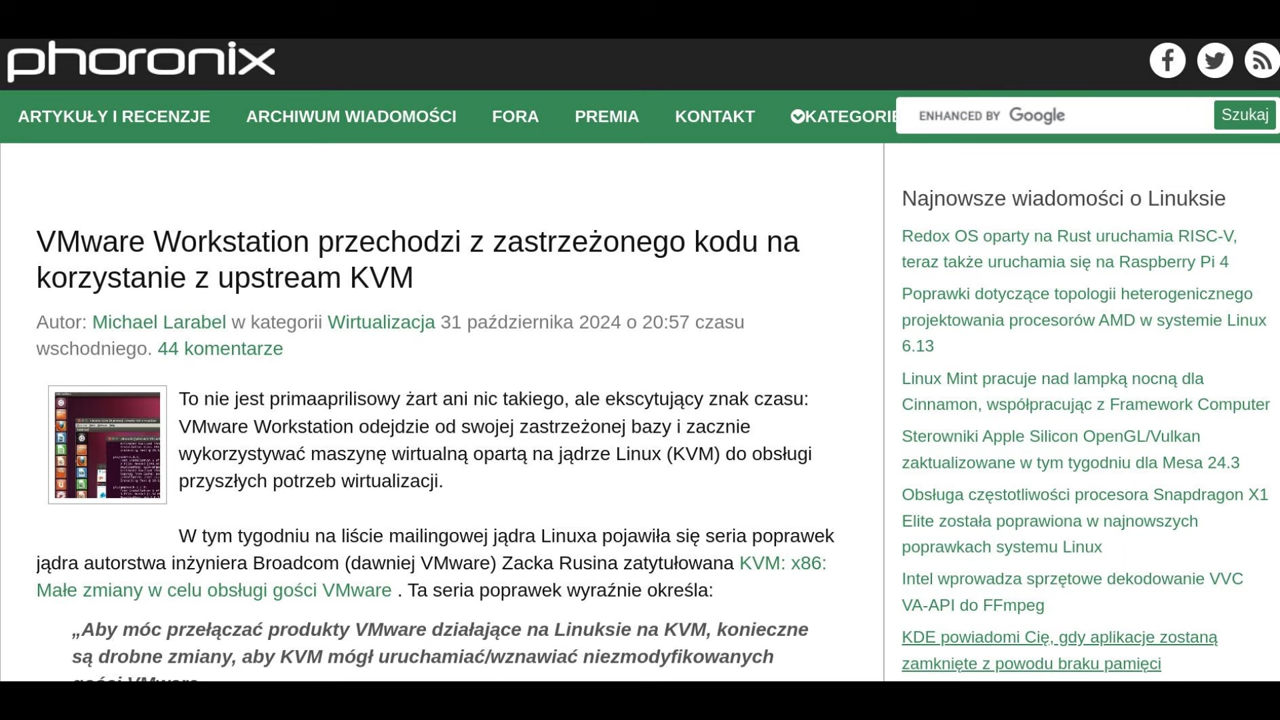 phoronix
ARTYKUŁY I RECENZJE ARCHIWUM WIADOMOŚCI FORA PREMIA KONTAKT KATEGORIE ENHANCED BY Google Szukaj
VMware Workstation przechodzi z zastrzeżonego kodu na
korzystanie z upstream KVM
Autor: Michael Larabel w kategorii Wirtualizacja 31 października 2024 o 20:57 czasu
wschodniego. 44 komentarze
To nie jest primaaprilisowy żart ani nic takiego, ale ekscytujący znak czasu:
VMware Workstation odejdzie od swojej zastrzeżonej bazy i zacznie
wykorzystywać maszynę wirtualną opartą na jądrze Linux (KVM) do obsługi
przyszłych potrzeb wirtualizacji.
W tym tygodniu na liście mailingowej jądra Linuxa pojawiła się seria poprawek
jądra autorstwa inżyniera Broadcom (dawniej VMware) Zacka Rusina zatytułowana KVM: x86:
Małe zmiany w celu obsługi gości VMware . Ta seria poprawek wyraźnie określa:
„Aby móc przełączać produkty VMware działające na Linuksie na KVM, konieczne
są drobne zmiany, aby KVM mógł uruchamiać/wznawiać niezmodyfikowanych
gości VMware
Najnowsze wiadomości o Linuksie
Redox OS oparty na Rust uruchamia RISC-V,
teraz także uruchamia się na Raspberry Pi 4
Poprawki dotyczące topologii heterogenicznego
projektowania procesorów AMD w systemie Linux
6.13
Linux Mint pracuje nad lampką nocną dla
Cinnamon, współpracując z Framework Computer
Sterowniki Apple Silicon OpenGL/Vulkan
zaktualizowane w tym tygodniu dla Mesa 24.3
Obsługa częstotliwości procesora Snapdragon X1
Elite została poprawiona w najnowszych
poprawkach systemu Linux
Intel wprowadza sprzętowe dekodowanie VVC
VA-API do FFmpeg
KDE powiadomi Cię, gdy aplikacje zostaną
zamknięte z powodu braku pamięci